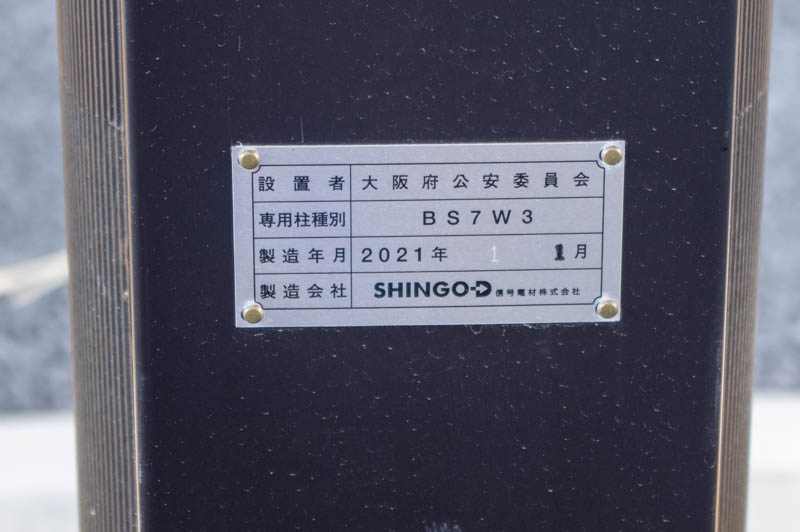 設置者 大阪府公安委員会
専用柱種別 BS7W3
製造年月 2021年 1 1月
製造会社 SHINGO-D 信号電材株式会社